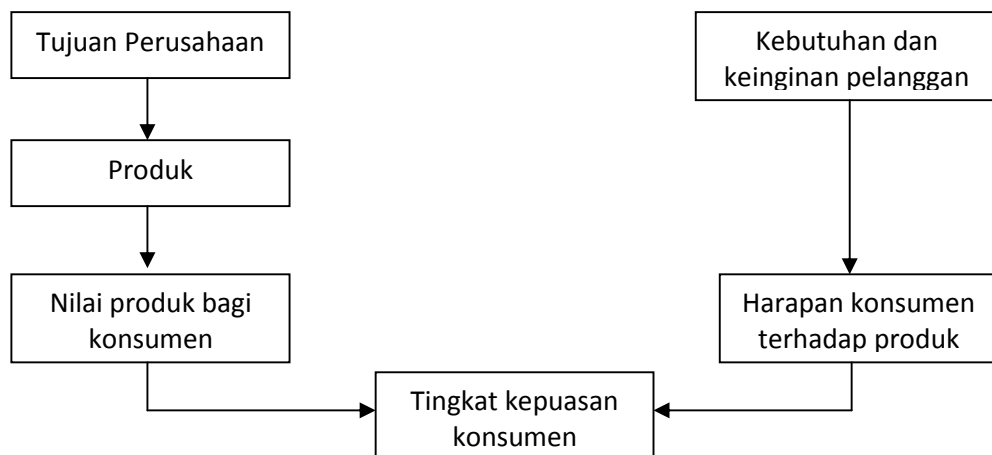 Tujuan Perusahaan
Kebutuhan dan
keinginan pelanggan
Produk
Nilai produk bagi
konsumen
Harapan konsumen
terhadap produk
Tingkat kepuasan
konsumen